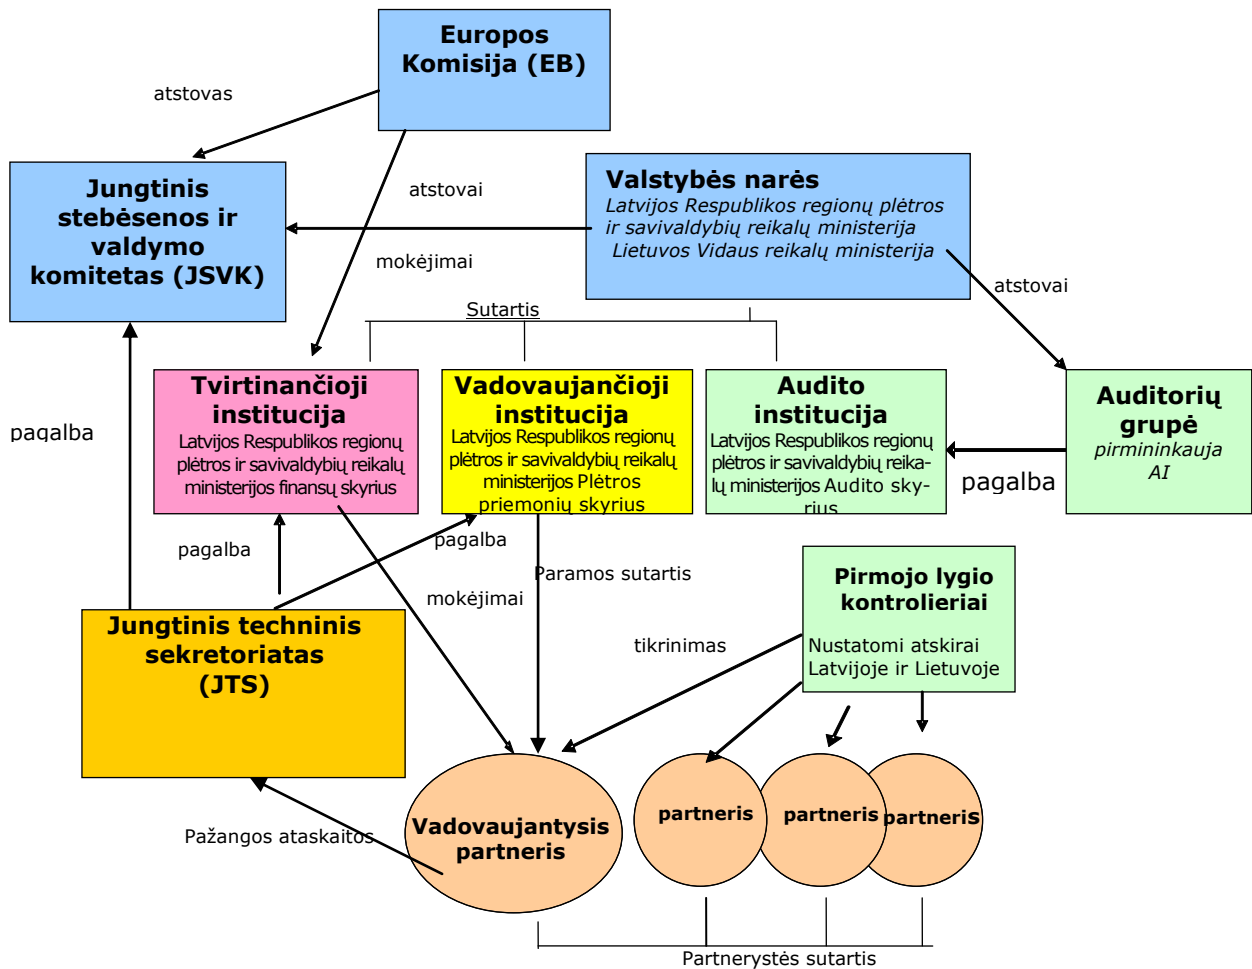 Europos
Komisija (EB)
atstovas
Jungtinis
stebėsenos ir
valdymo
komitetas (JSVK)
atstovai
Valstybės narės
Latvijos Respublikos regionų plėtros
ir savivaldybių reikalų ministerija
Lietuvos Vidaus reikalų ministerija
mokėjimai
atstovai
Sutartis
pagalba
Tvirtinančioji
institucija
Latvijos Respublikos regionų
plėtros ir savivaldybių reikalų
ministerijos finansų skyrius
Vadovaujančioji
institucija
Latvijos Respublikos regionų
plėtros ir savivaldybių reikalų
ministerijos Plėtros
priemonių skyrius
Audito
institucija
Latvijos Respublikos regionų
plėtros ir savivaldybių reika-
lų ministerijos Audito sky-
rius
Auditorių
grupė
pirmininkauja
AI
pagalba
pagalba
pagalba
Paramos sutartis
mokėjimai
Pirmojo lygio
kontrolieriai
Nustatomi atskirai
Latvijoje ir Lietuvoje
tikrinimas
Jungtinis techninis
sekretoriatas
(JTS)
Pažangos ataskaitos
Vadovaujantysis
partneris
partneris
partneris
partneris
Partnerystės sutartis